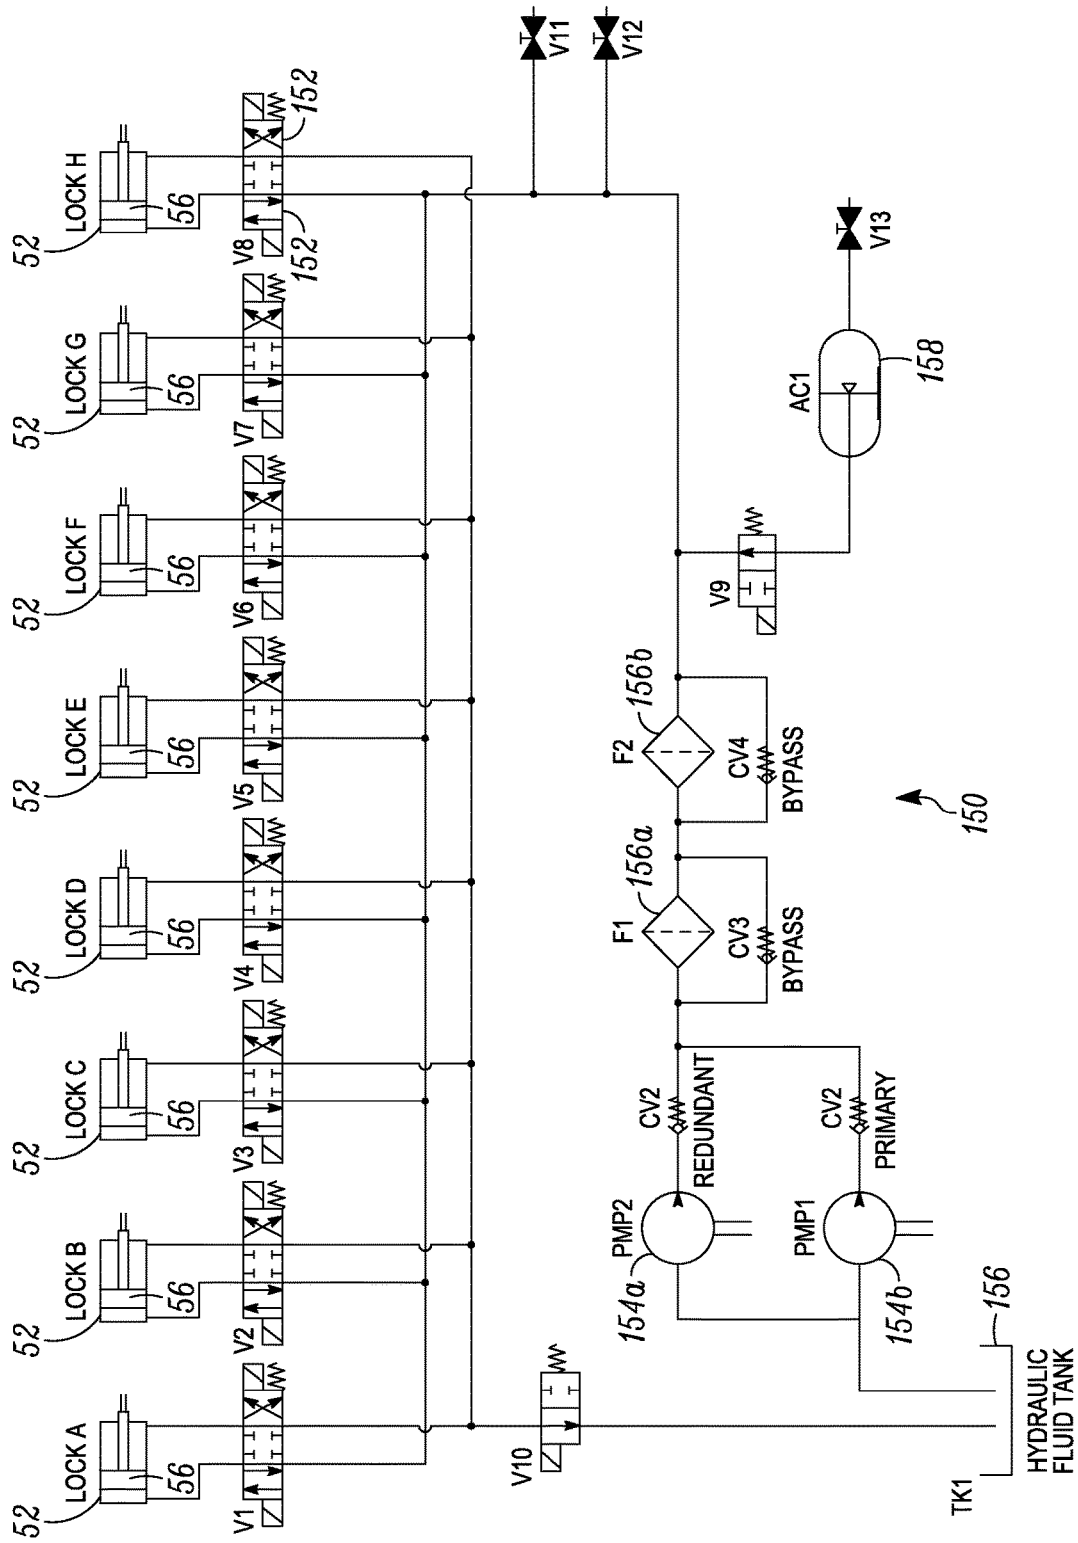 52
LOCK A
56
V1
52
LOCK B
56
V2
52
LOCK C
56
V3
52
LOCK D
56
V4
52
LOCK E
56
V5
52
LOCK F
56
V6
52
LOCK G
56
V7
52
LOCK H
56
V8
152
152
V10
V11
V12
TK1
HYDRAULIC
FLUID TANK
156
PMP2
154a
REDUNDANT
CV2
PMP1
154b
PRIMARY
CV2
F1
156a
CV3
BYPASS
F2
156b
CV4
BYPASS
V9
AC1
158
V13
150